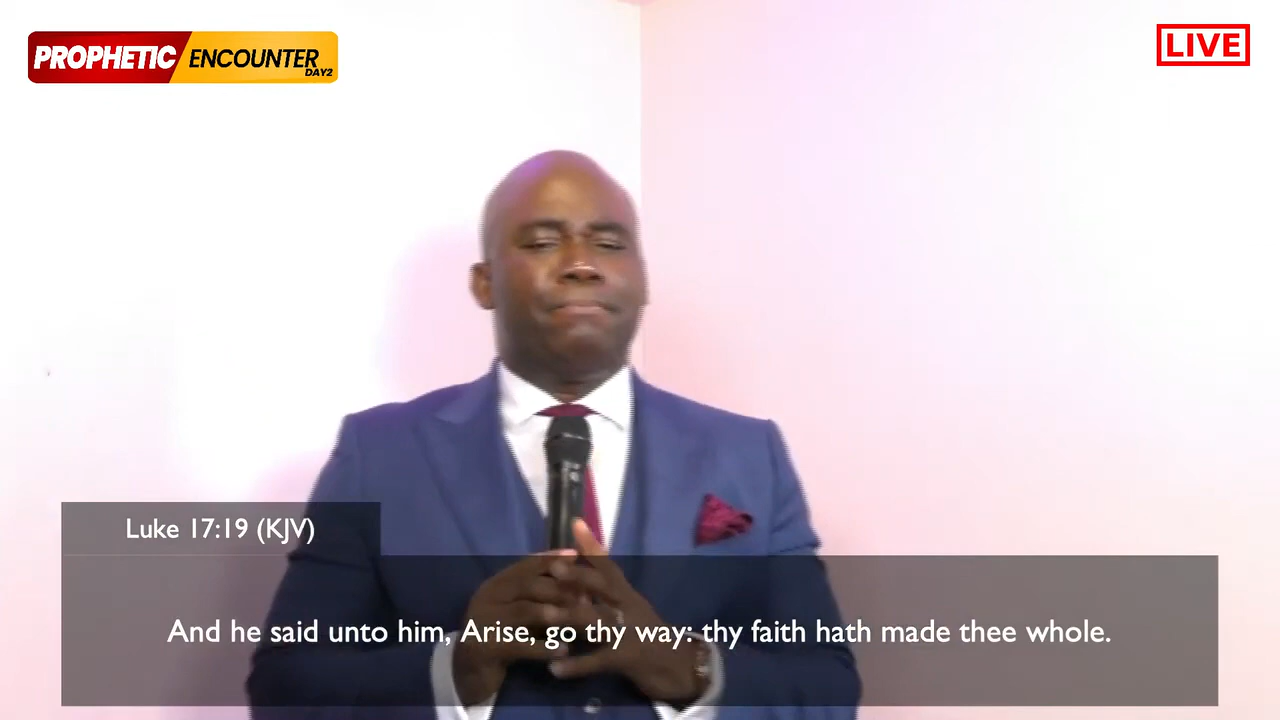 PROPHETIC ENCOUNTER
DAY2
LIVE
Luke 17:19 (KJV)
And he said unto him, Arise, go thy way: thy faith hath made thee whole.